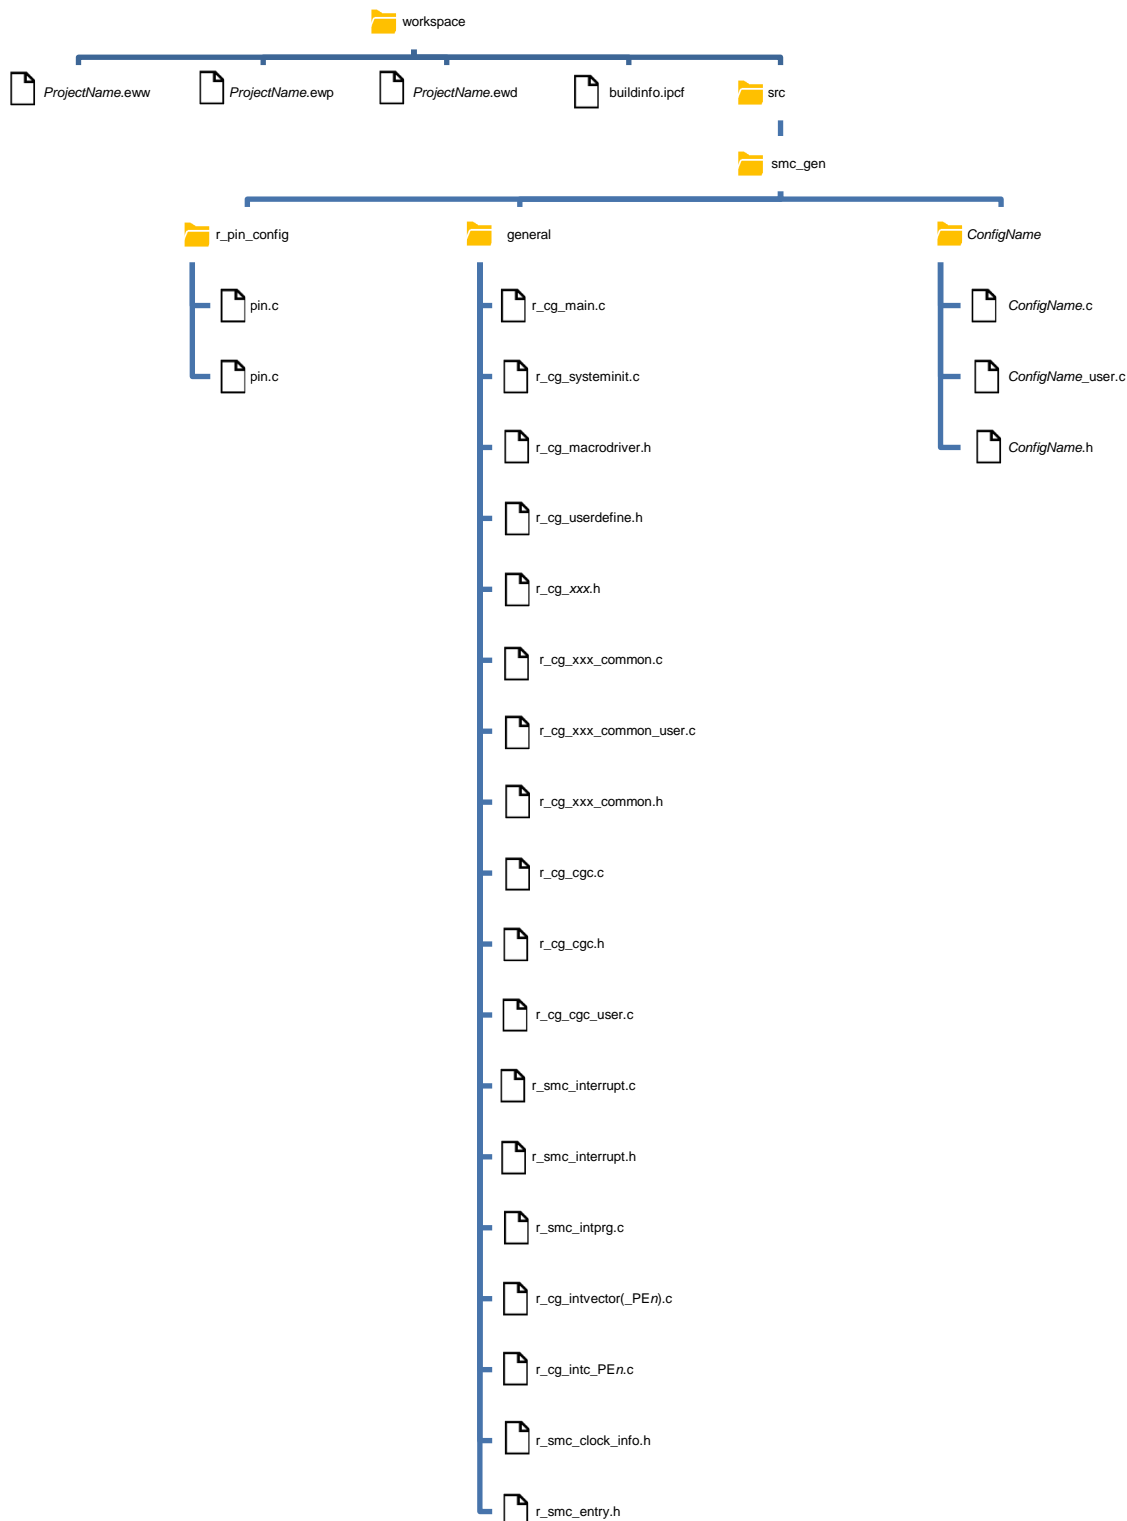 workspace
ProjectName.eww
ProjectName.ewp
ProjectName.ewd
buildinfo.ipcf
src
smc_gen
r_pin_config
general
ConfigName
pin.c
r_cg_main.c
ConfigName.c
pin.c
r_cg_systeminit.c
ConfigName_user.c
r_cg_macrodriver.h
ConfigName.h
r_cg_userdefine.h
r_cg_xxx.h
r_cg_xxx_common.c
r_cg_xxx_common_user.c
r_cg_xxx_common.h
r_cg_cgc.c
r_cg_cgc.h
r_cg_cgc_user.c
r_smc_interrupt.c
r_smc_interrupt.h
r_smc_intprg.c
r_cg_intvector(_PEn).c
r_cg_intc_PEn.c
r_smc_clock_info.h
r_smc_entry.h